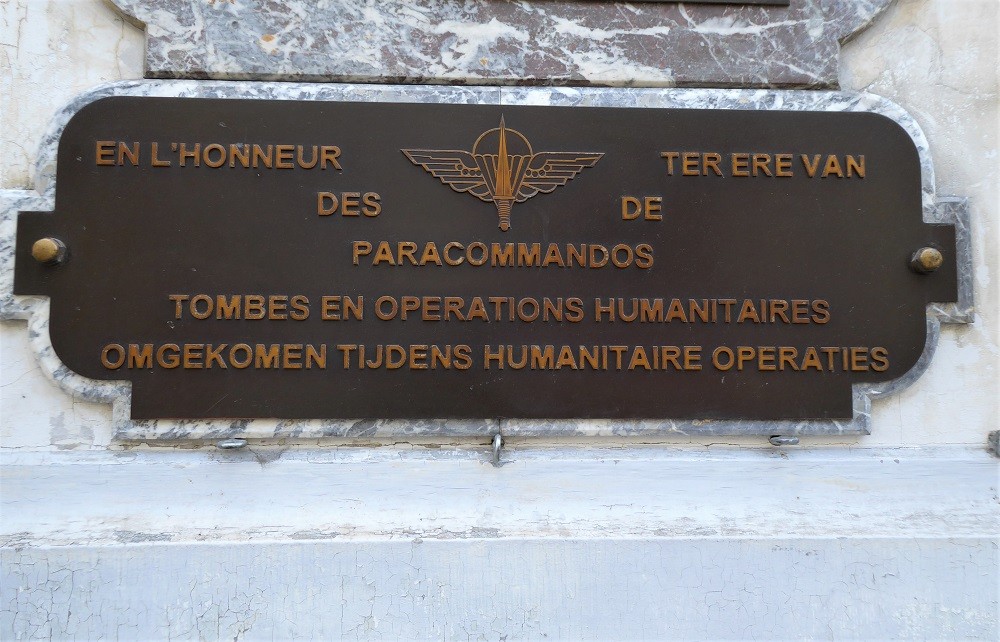 EN L'HONNEUR TER ERE VAN
DES DE
PARACOMMANDOS
TOMBES EN OPERATIONS HUMANITAIRES
OMGEKOMEN TIJDENS HUMANITAIRE OPERATIES